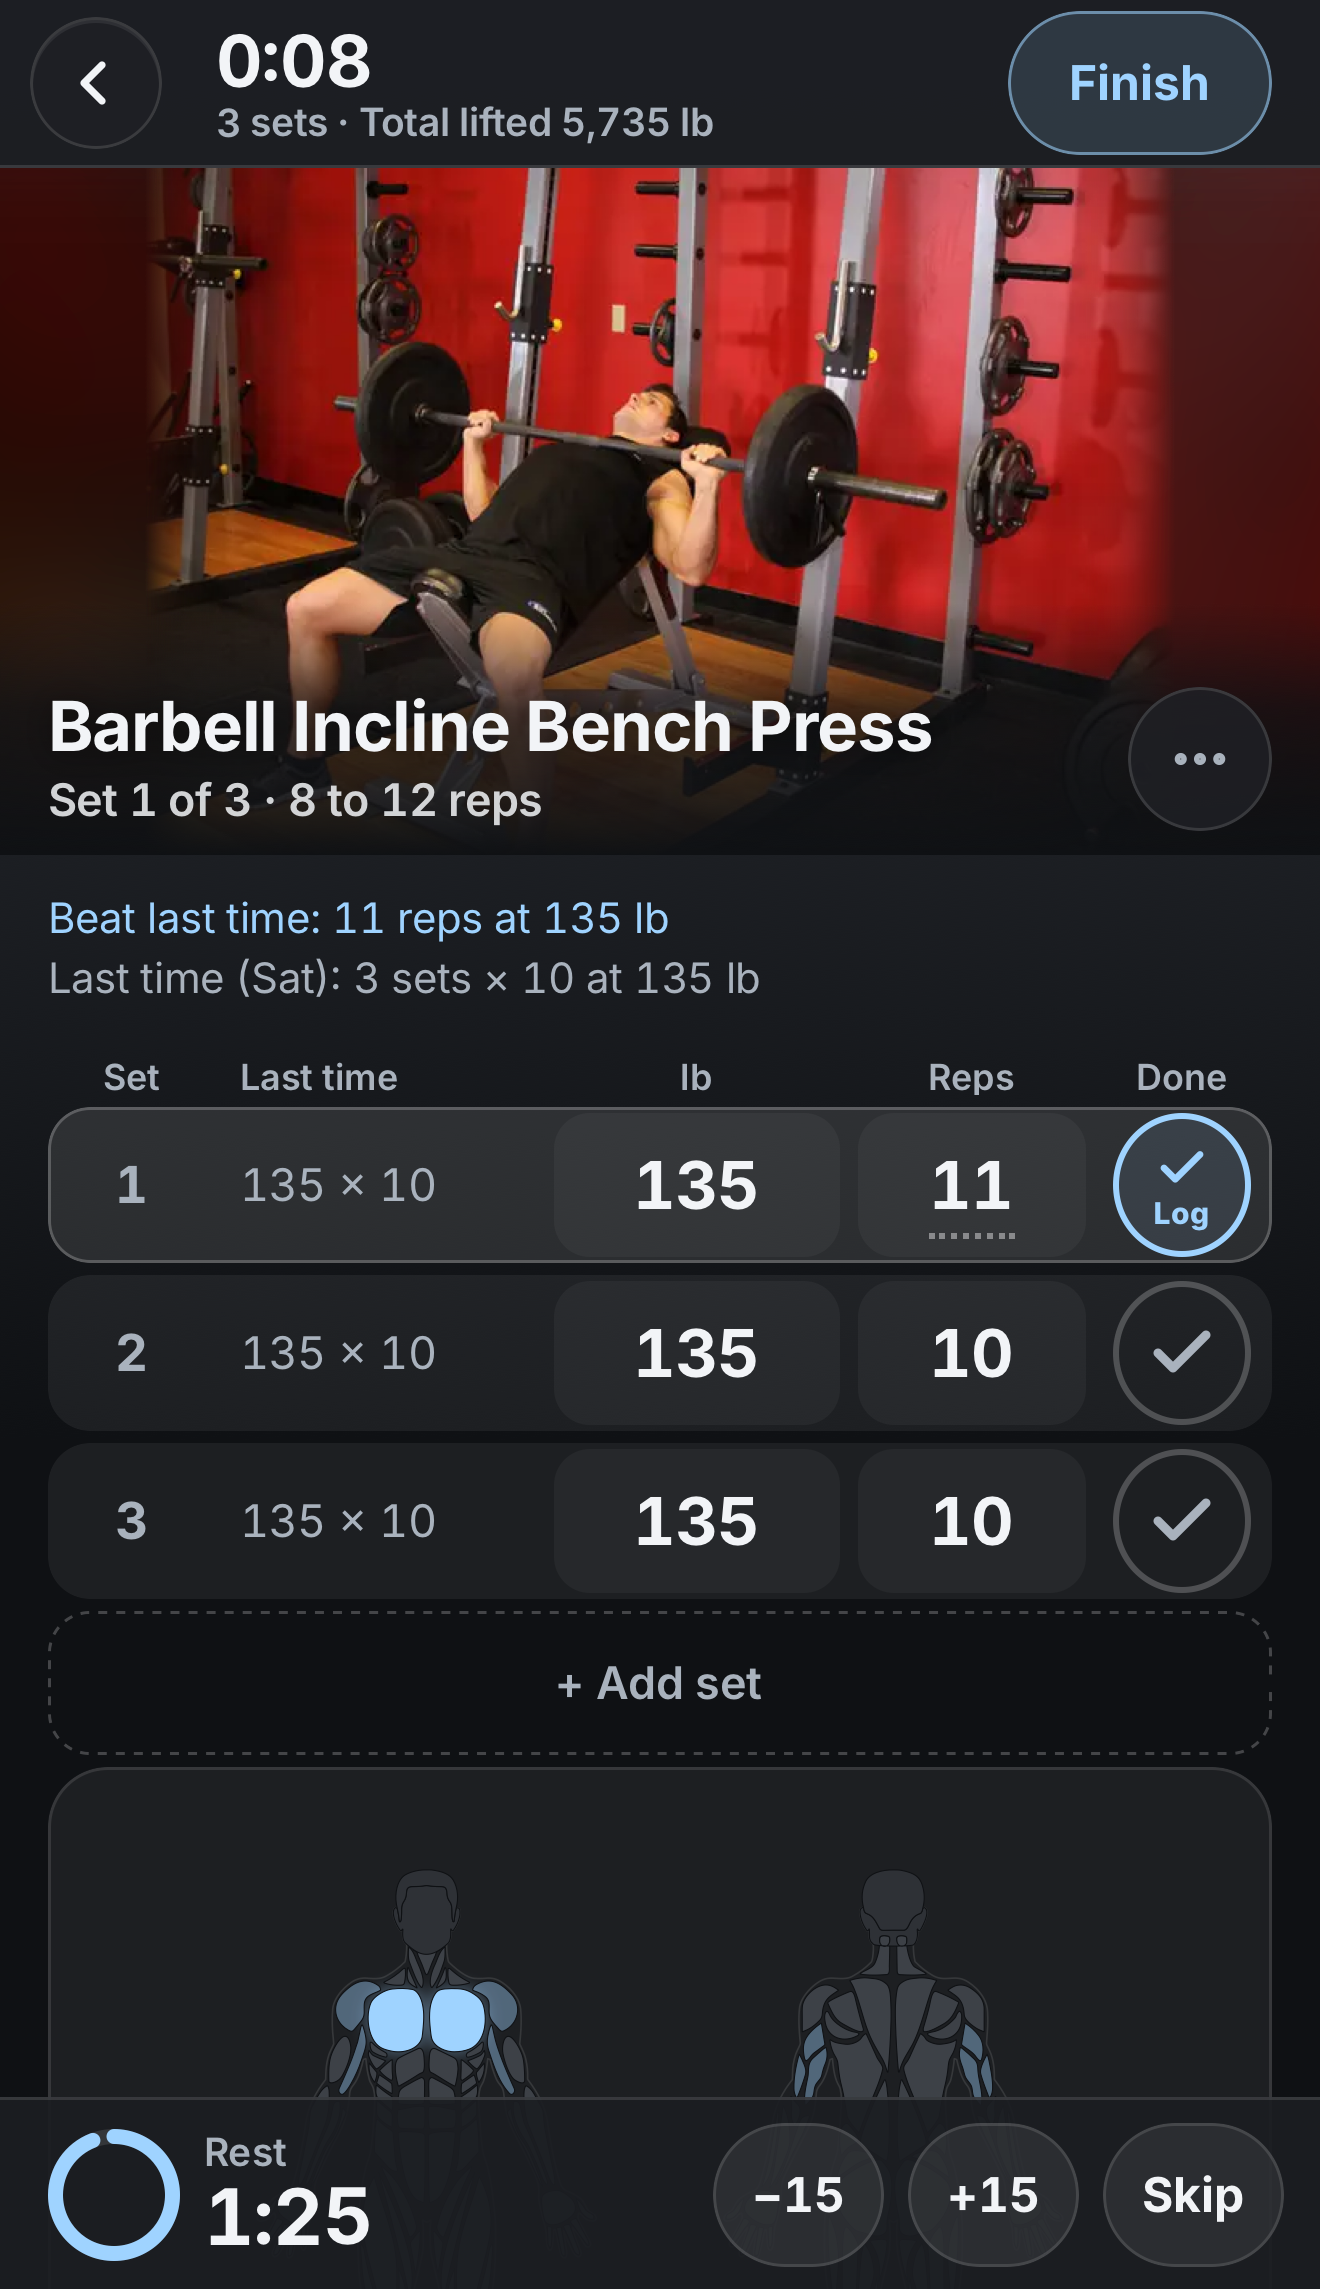 0:08
3 sets · Total lifted 5,735 lb
Finish
Barbell Incline Bench Press
Set 1 of 3 · 8 to 12 reps
Beat last time: 11 reps at 135 lb
Last time (Sat): 3 sets × 10 at 135 lb
Set Last time lb Reps Done
1 135 × 10 135 11 Log
2 135 × 10 135 10
3 135 × 10 135 10
+ Add set
Rest
1:25
−15 +15 Skip